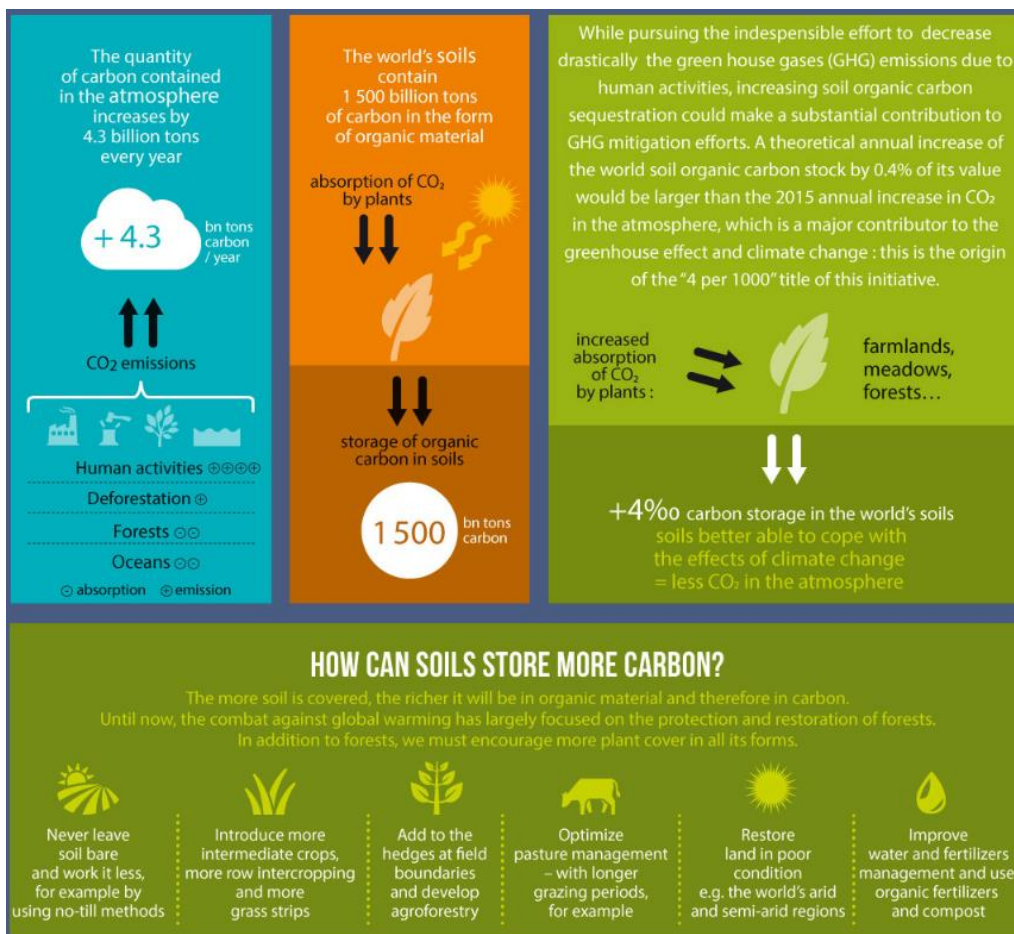 The quantity
of carbon contained
in the atmosphere
increases by
4.3 billion tons
every year
+ 4.3
bn tons
carbon
/ year
CO₂ emissions
Human activities ⊕⊕⊕⊕
Deforestation ⊕
Forests ⊝⊝
Oceans ⊝⊝
⊝ absorption ⊕ emission
The world's soils
contain
1 500 billion tons
of carbon in the form
of organic material
absorption of CO₂
by plants
storage of organic
carbon in soils
1 500
bn tons
carbon
While pursuing the indespensible effort to decrease
drastically the green house gases (GHG) emissions due to
human activities, increasing soil organic carbon
sequestration could make a substantial contribution to
GHG mitigation efforts. A theoretical annual increase of
the world soil organic carbon stock by 0.4% of its value
would be larger than the 2015 annual increase in CO₂
in the atmosphere, which is a major contributor to the
greenhouse effect and climate change : this is the origin
of the “4 per 1000” title of this initiative.
increased
absorption
of CO₂
by plants :
farmlands,
meadows,
forests…
+4‰ carbon storage in the world's soils
soils better able to cope with
the effects of climate change
= less CO₂ in the atmosphere
HOW CAN SOILS STORE MORE CARBON?
The more soil is covered, the richer it will be in organic material and therefore in carbon.
Until now, the combat against global warming has largely focused on the protection and restoration of forests.
In addition to forests, we must encourage more plant cover in all its forms.
Never leave
soil bare
and work it less,
for example by
using no-till methods
Introduce more
intermediate crops,
more row intercropping
and more
grass strips
Add to the
hedges at field
boundaries
and develop
agroforestry
Optimize
pasture management
– with longer
grazing periods,
for example
Restore
land in poor
condition
e.g. the world's arid
and semi-arid regions
Improve
water and fertilizers
management and use
organic fertilizers
and compost